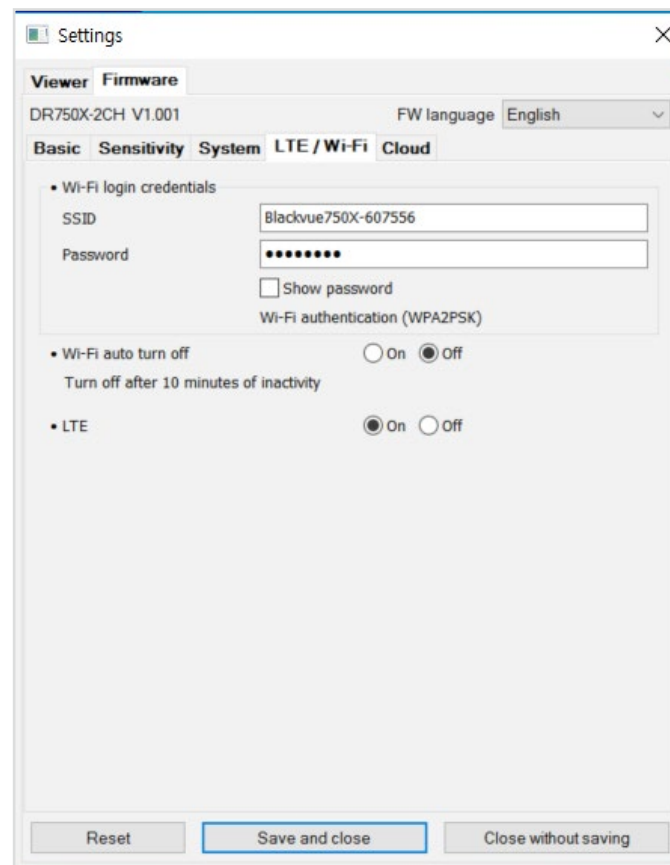 Settings
Viewer Firmware
DR750X-2CH V1.001 FW language English
Basic Sensitivity System LTE / Wi-Fi Cloud
• Wi-Fi login credentials
SSID Blackvue750X-607556
Password ●●●●●●●●
Show password
Wi-Fi authentication (WPA2PSK)
• Wi-Fi auto turn off On Off
Turn off after 10 minutes of inactivity
• LTE On Off
Reset Save and close Close without saving